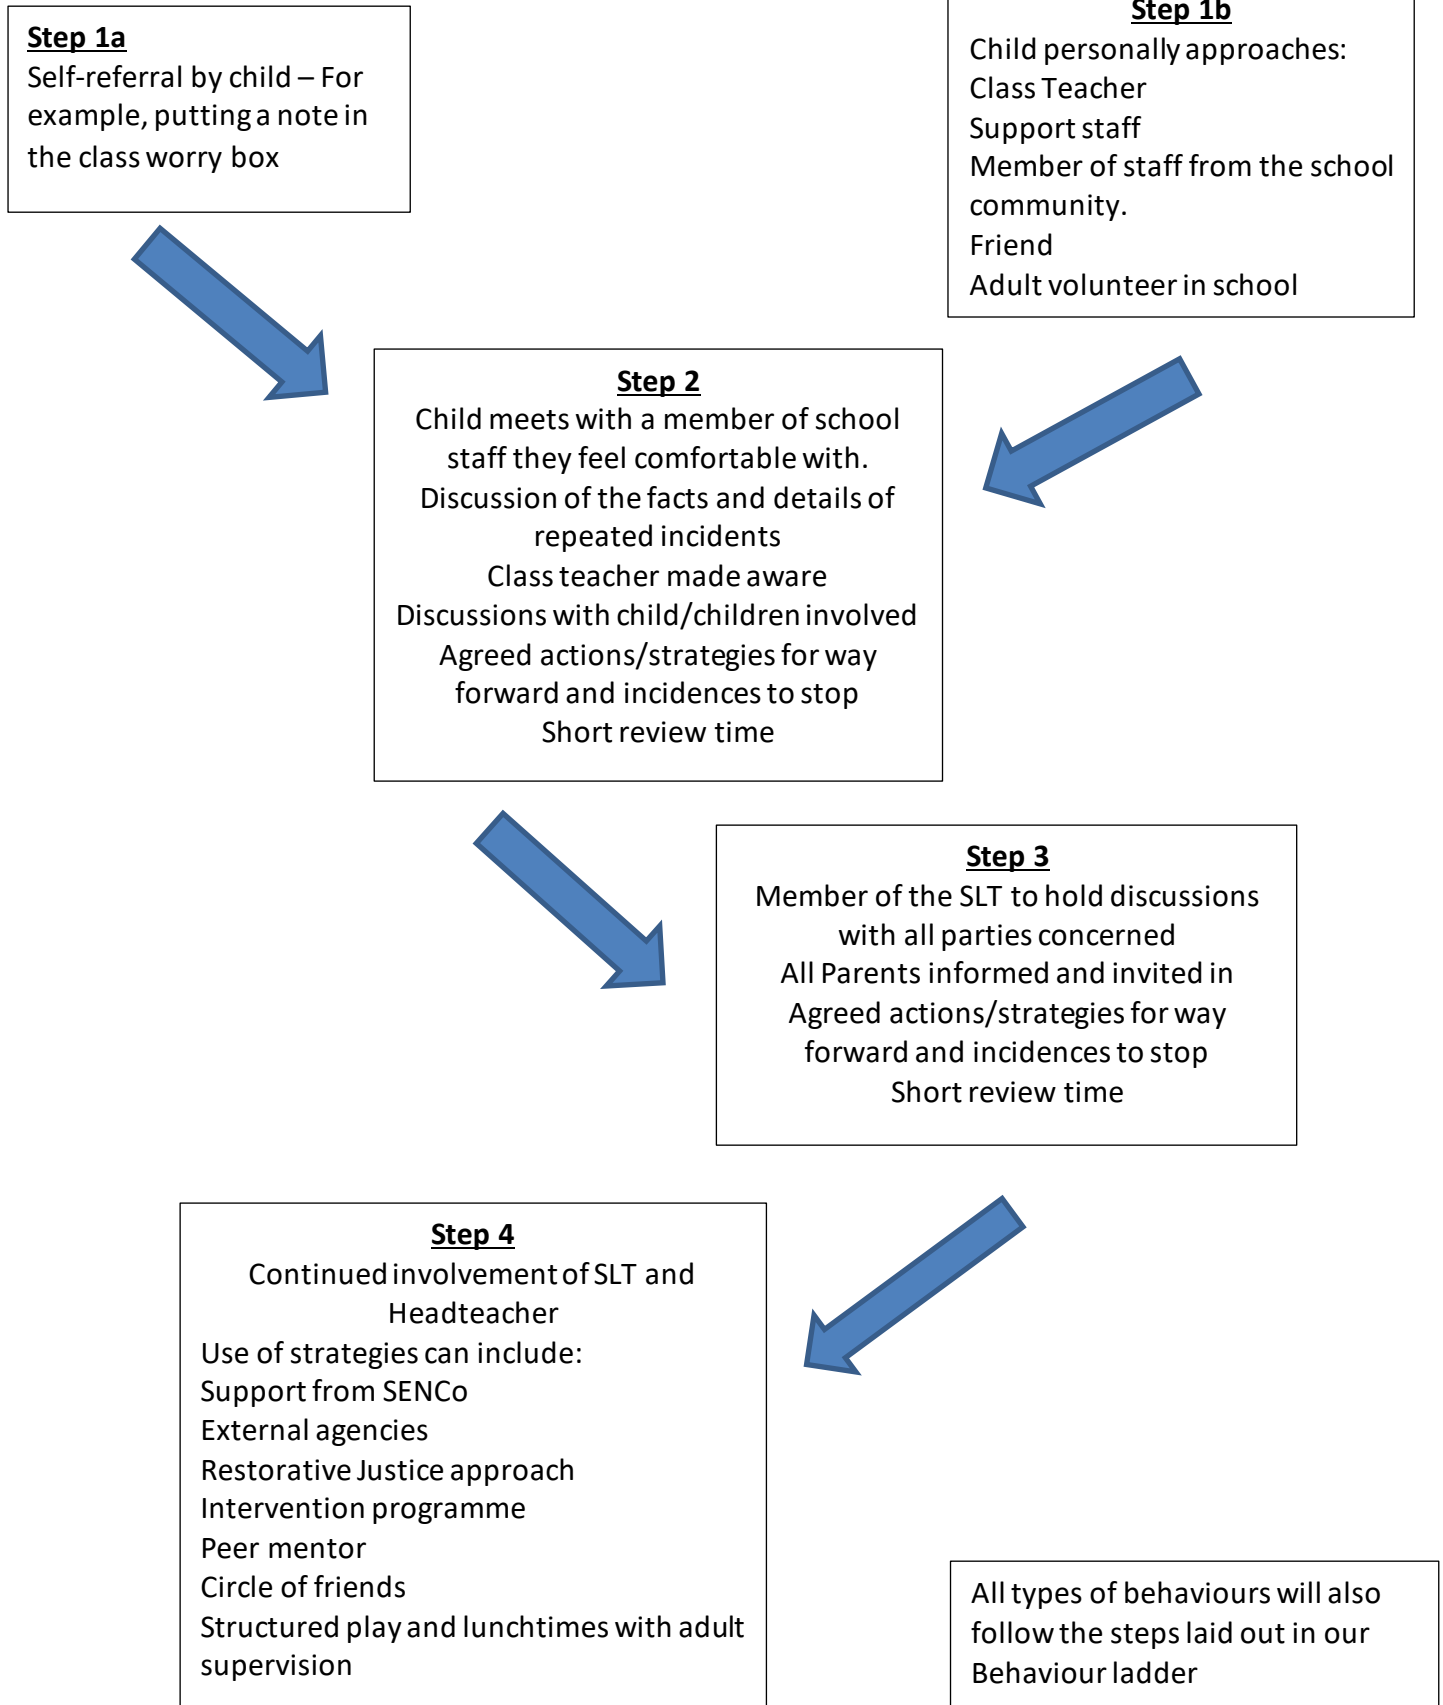 Step 1a
Self-referral by child – For
example, putting a note in
the class worry box
Step 1b
Child personally approaches:
Class Teacher
Support staff
Member of staff from the school
community.
Friend
Adult volunteer in school
Step 2
Child meets with a member of school
staff they feel comfortable with.
Discussion of the facts and details of
repeated incidents
Class teacher made aware
Discussions with child/children involved
Agreed actions/strategies for way
forward and incidences to stop
Short review time
Step 3
Member of the SLT to hold discussions
with all parties concerned
All Parents informed and invited in
Agreed actions/strategies for way
forward and incidences to stop
Short review time
Step 4
Continued involvement of SLT and
Headteacher
Use of strategies can include:
Support from SENCo
External agencies
Restorative Justice approach
Intervention programme
Peer mentor
Circle of friends
Structured play and lunchtimes with adult
supervision
All types of behaviours will also
follow the steps laid out in our
Behaviour ladder